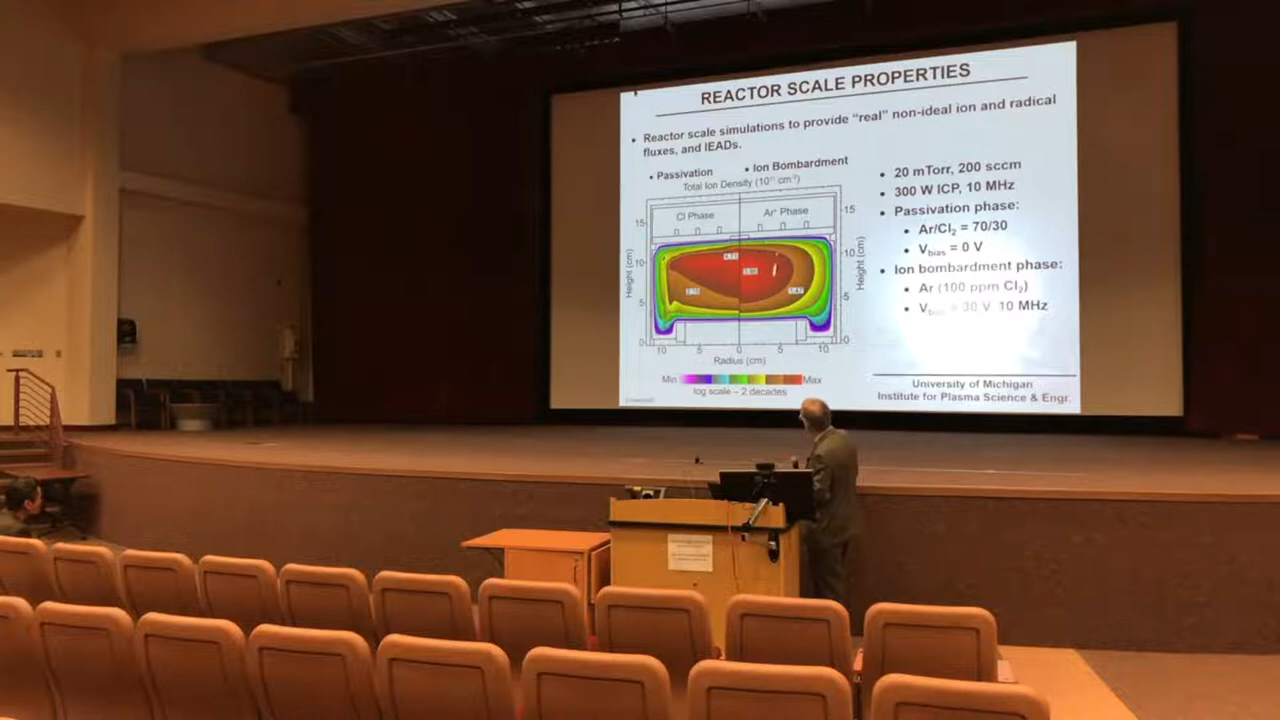 REACTOR SCALE PROPERTIES
• Reactor scale simulations to provide “real” non-ideal ion and radical
fluxes, and IEADs.
• Passivation
• Ion Bombardment
Total Ion Density (10¹¹ cm⁻³)
Cl Phase
Ar⁺ Phase
15
10
5
0
Height (cm)
15
10
5
0
Height (cm)
10 5 0 5 10
Radius (cm)
Min
Max
log scale – 2 decades
• 20 mTorr, 200 sccm
• 300 W ICP, 10 MHz
• Passivation phase:
• Ar/Cl₂ = 70/30
• Vbias = 0 V
• Ion bombardment phase:
• Ar (100 ppm Cl₂)
• Vbias = 30 V 10 MHz
University of Michigan
Institute for Plasma Science & Engr.